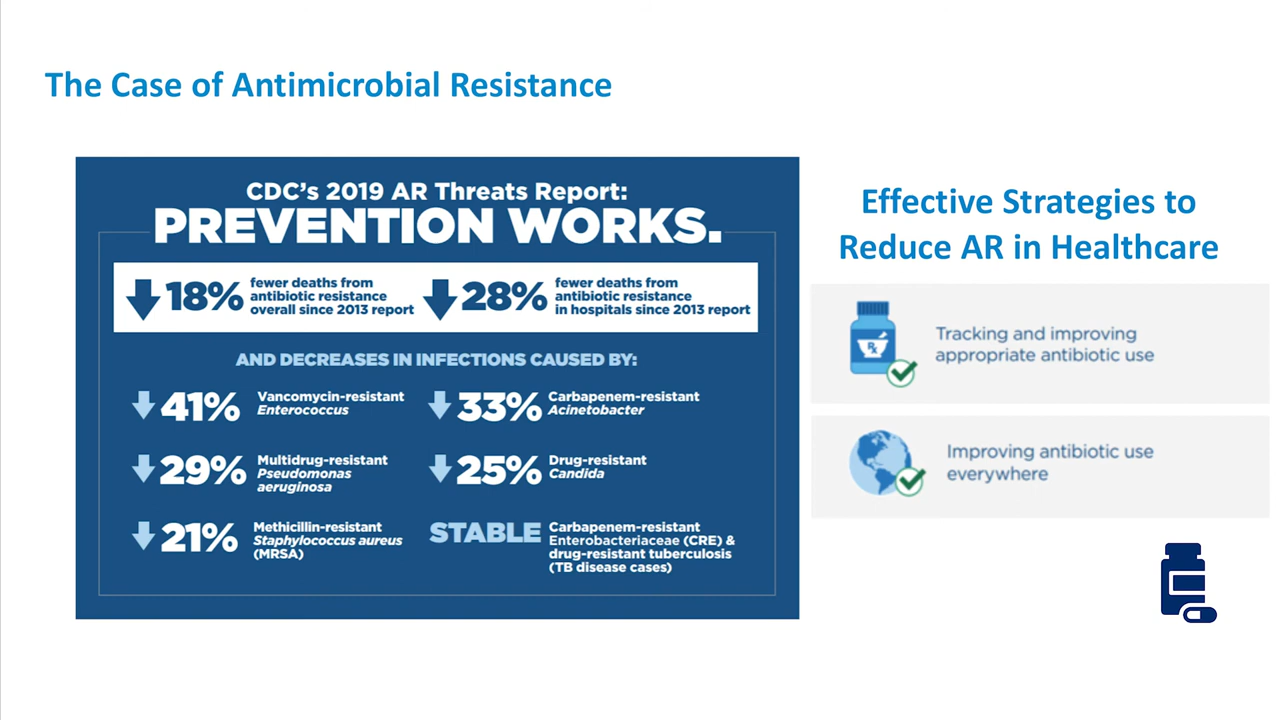 The Case of Antimicrobial Resistance
CDC's 2019 AR Threats Report:
PREVENTION WORKS.
18%
fewer deaths from
antibiotic resistance
overall since 2013 report
28%
fewer deaths from
antibiotic resistance
in hospitals since 2013 report
AND DECREASES IN INFECTIONS CAUSED BY:
41%
Vancomycin-resistant
Enterococcus
33%
Carbapenem-resistant
Acinetobacter
29%
Multidrug-resistant
Pseudomonas
aeruginosa
25%
Drug-resistant
Candida
21%
Methicillin-resistant
Staphylococcus aureus
(MRSA)
STABLE
Carbapenem-resistant
Enterobacteriaceae (CRE) &
drug-resistant tuberculosis
(TB disease cases)
Effective Strategies to
Reduce AR in Healthcare
Rx
Tracking and improving
appropriate antibiotic use
Improving antibiotic use
everywhere